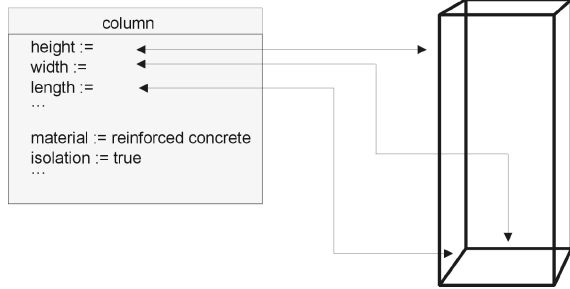 column
height :=
width :=
length :=
...
material := reinforced concrete
isolation := true
...